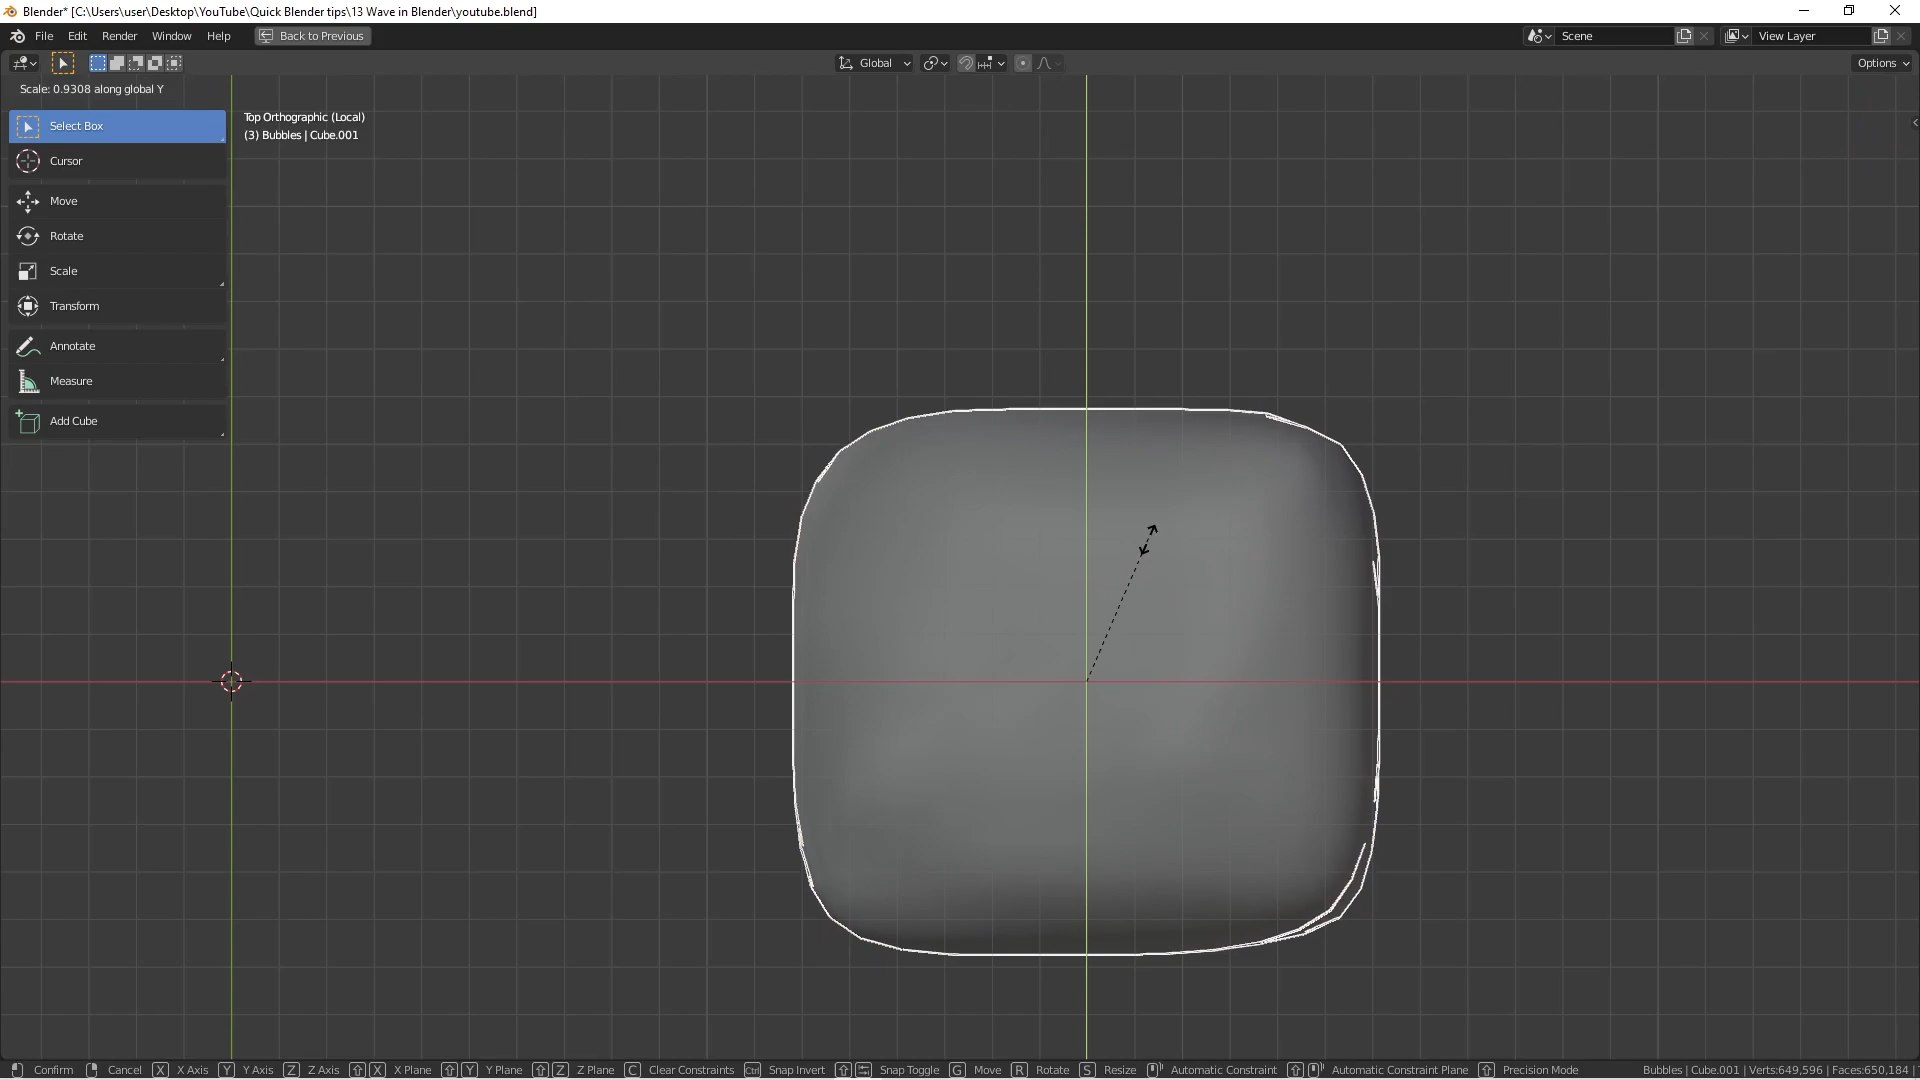 Blender* [C:\Users\user\Desktop\YouTube\Quick Blender tips\13 Wave in Blender\youtube.blend]
File Edit Render Window Help Back to Previous Scene View Layer
Global Options
Scale: 0.9308 along global Y
Top Orthographic (Local)
(3) Bubbles | Cube.001
Select Box
Cursor
Move
Rotate
Scale
Transform
Annotate
Measure
Add Cube
Confirm Cancel X X Axis Y Y Axis Z Z Axis X X Plane Y Y Plane Z Z Plane C Clear Constraints Ctrl Snap Invert Snap Toggle G Move R Rotate S Resize Automatic Constraint Automatic Constraint Plane Precision Mode Bubbles | Cube.001 | Verts:649,596 | Faces:650,184 |